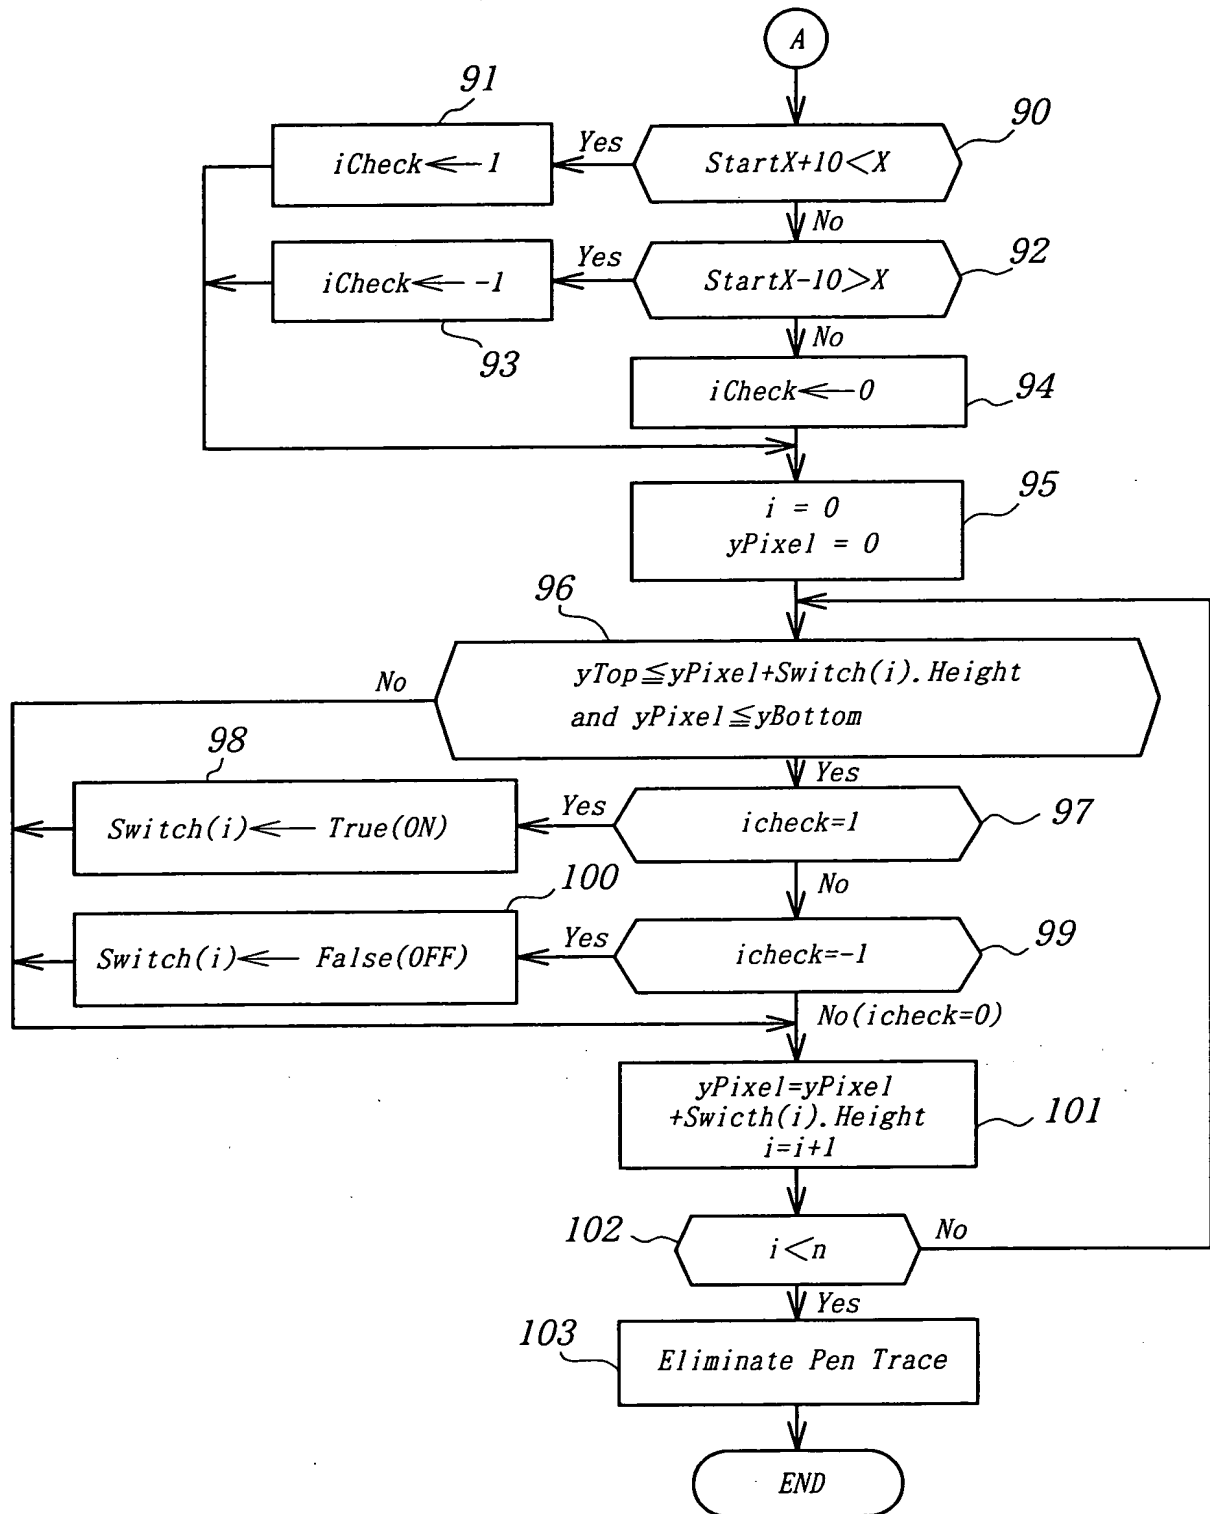 A
91
90
iCheck←1
Yes
StartX+10<X
No
92
iCheck←-1
Yes
StartX-10>X
93
No
iCheck←0
94
95
i = 0
yPixel = 0
96
No
yTop≦yPixel+Switch(i).Height
and yPixel≦yBottom
98
Yes
97
Switch(i)← True(ON)
Yes
icheck=1
100
No
99
Switch(i)← False(OFF)
Yes
icheck=-1
No(icheck=0)
yPixel=yPixel
+Swicth(i).Height
i=i+1
101
102
i<n
No
Yes
103
Eliminate Pen Trace
END